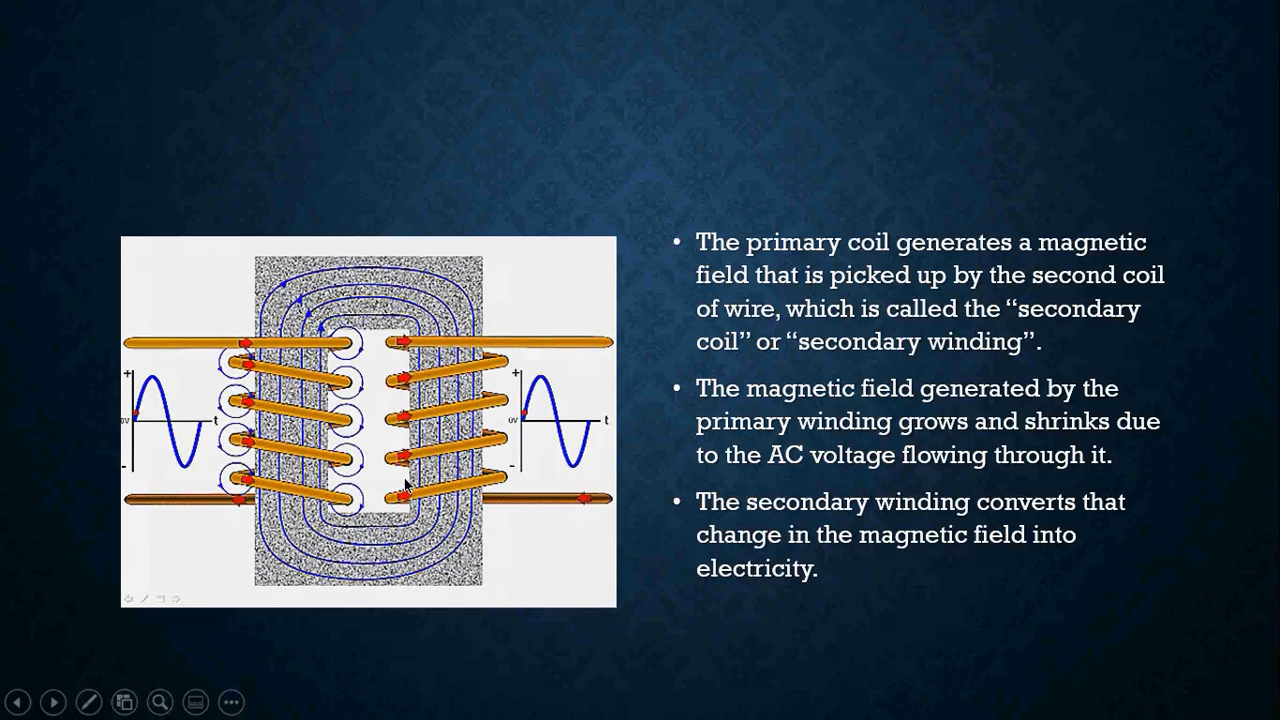 • The primary coil generates a magnetic
field that is picked up by the second coil
of wire, which is called the “secondary
coil” or “secondary winding”.
• The magnetic field generated by the
primary winding grows and shrinks due
to the AC voltage flowing through it.
• The secondary winding converts that
change in the magnetic field into
electricity.
+
0V
t
-
+
0V
t
-